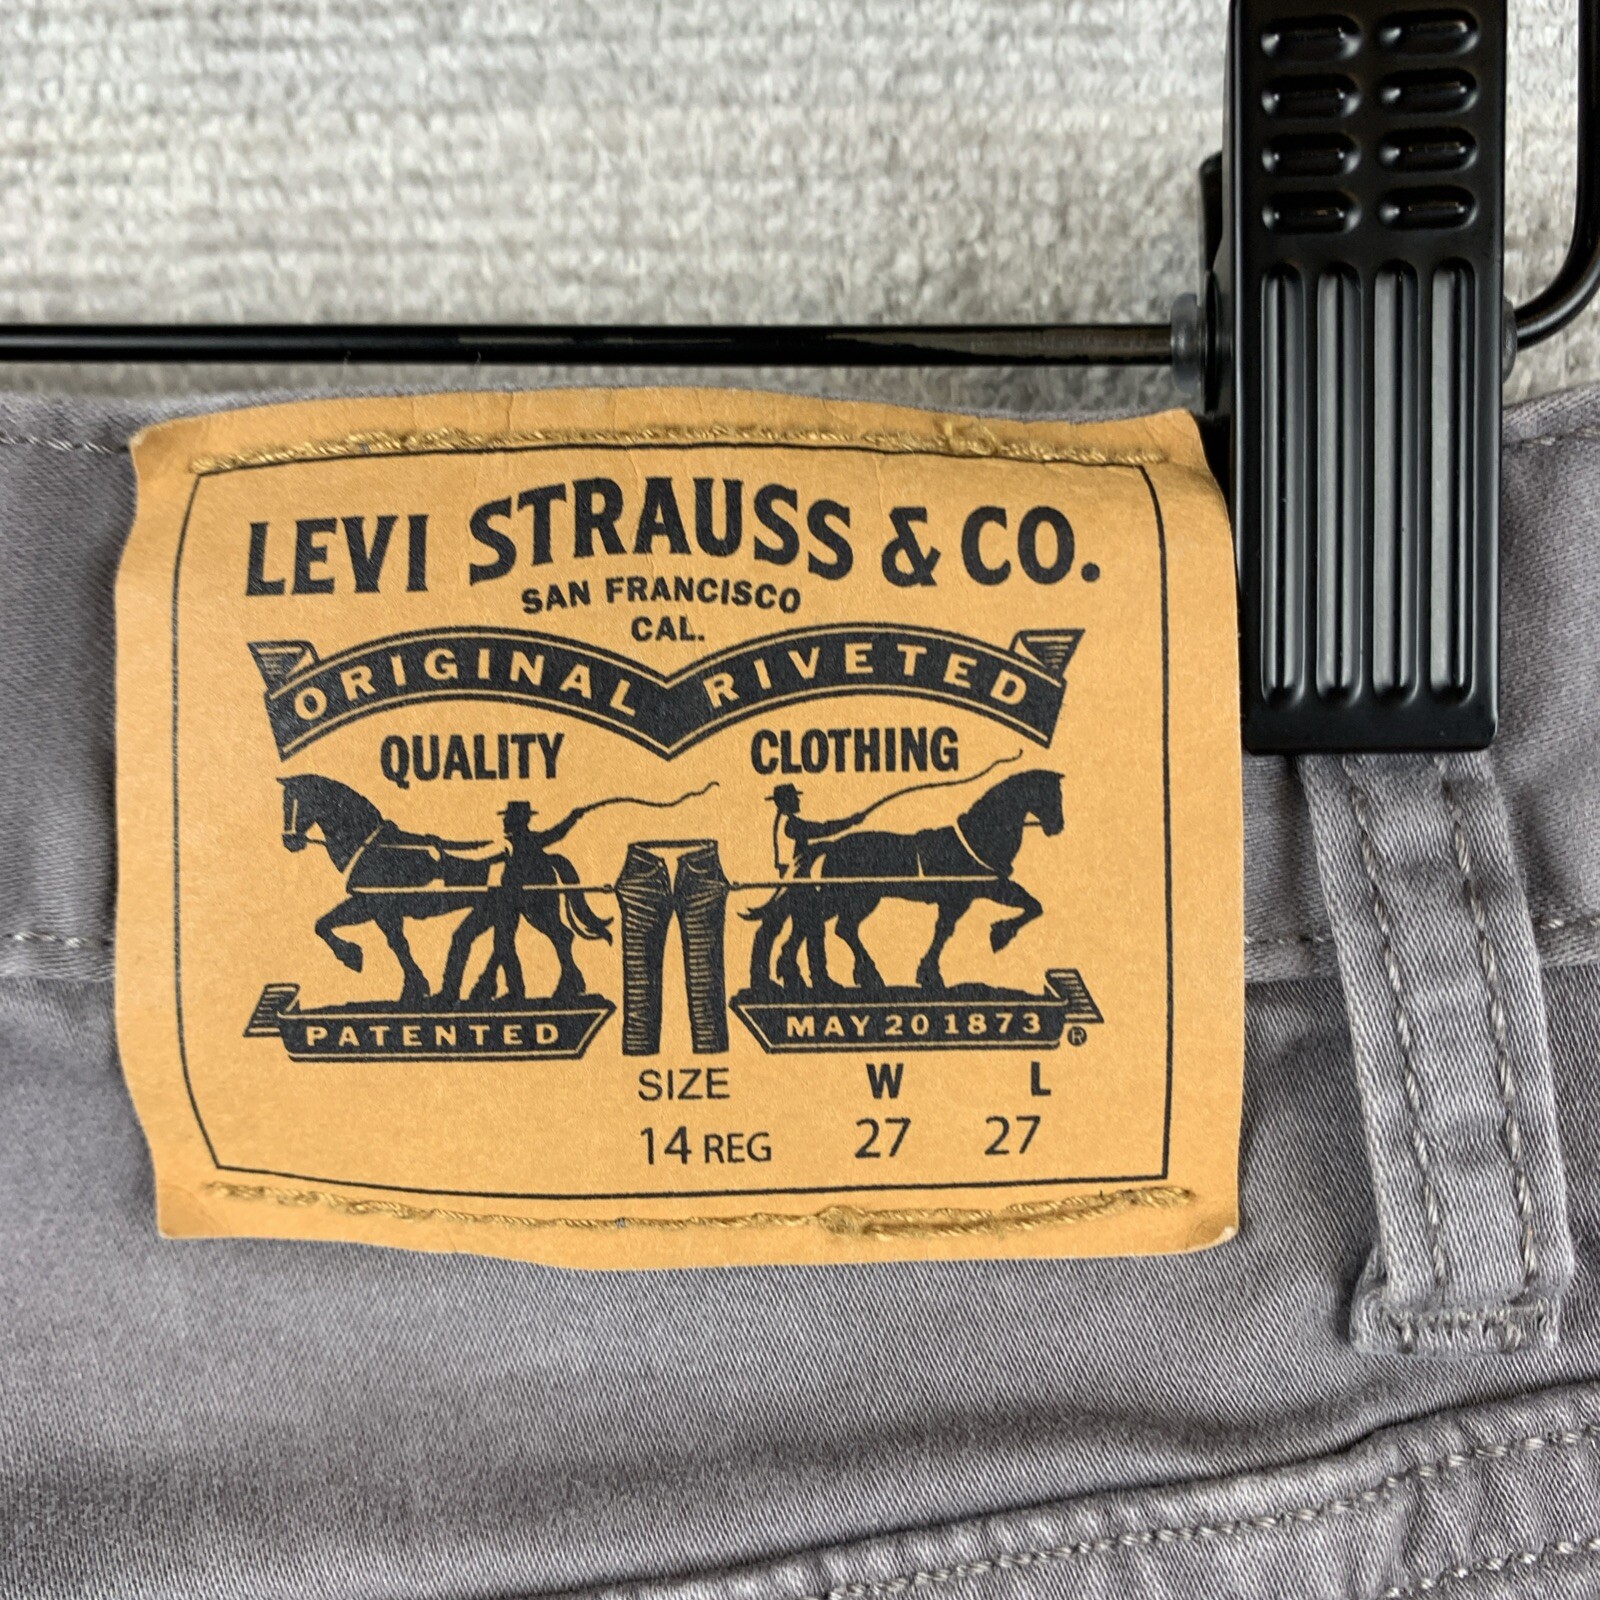 LEVI STRAUSS & CO.
SAN FRANCISCO
CAL.
ORIGINAL RIVETED
QUALITY CLOTHING
PATENTED MAY 20 1873 ®
SIZE W L
14 REG 27 27